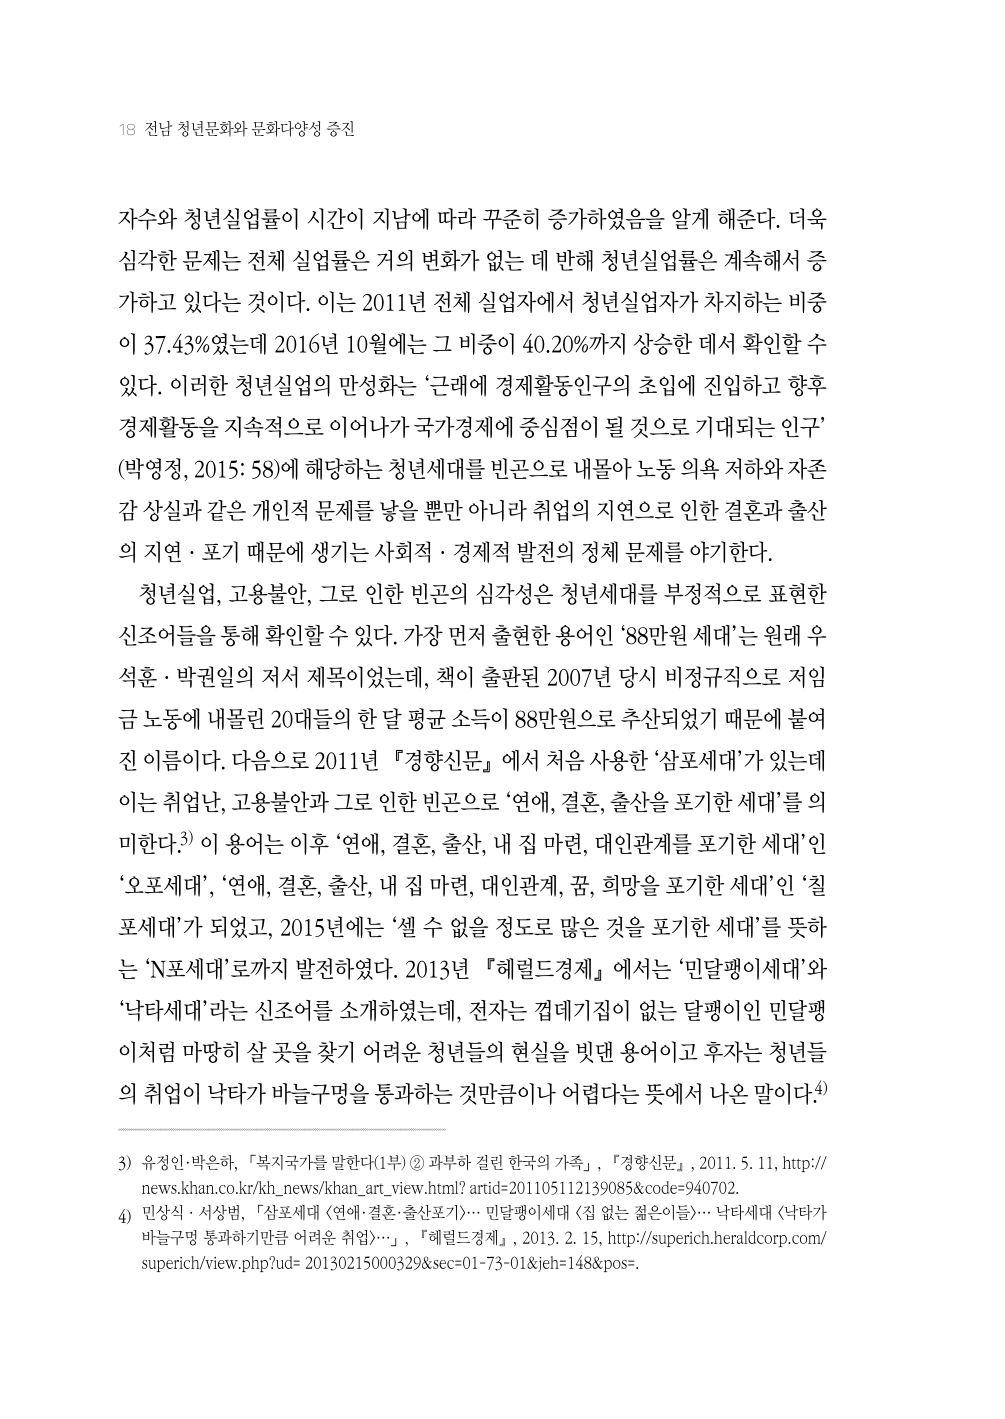 18 전남 청년문화와 문화다양성 증진
자수와 청년실업률이 시간이 지남에 따라 꾸준히 증가하였음을 알게 해준다. 더욱
심각한 문제는 전체 실업률은 거의 변화가 없는 데 반해 청년실업률은 계속해서 증
가하고 있다는 것이다. 이는 2011년 전체 실업자에서 청년실업자가 차지하는 비중
이 37.43%였는데 2016년 10월에는 그 비중이 40.20%까지 상승한 데서 확인할 수
있다. 이러한 청년실업의 만성화는 ‘근래에 경제활동인구의 초입에 진입하고 향후
경제활동을 지속적으로 이어나가 국가경제에 중심점이 될 것으로 기대되는 인구’
(박영정, 2015: 58)에 해당하는 청년세대를 빈곤으로 내몰아 노동 의욕 저하와 자존
감 상실과 같은 개인적 문제를 낳을 뿐만 아니라 취업의 지연으로 인한 결혼과 출산
의 지연 · 포기 때문에 생기는 사회적 · 경제적 발전의 정체 문제를 야기한다.
청년실업, 고용불안, 그로 인한 빈곤의 심각성은 청년세대를 부정적으로 표현한
신조어들을 통해 확인할 수 있다. 가장 먼저 출현한 용어인 ‘88만원 세대’는 원래 우
석훈 · 박권일의 저서 제목이었는데, 책이 출판된 2007년 당시 비정규직으로 저임
금 노동에 내몰린 20대들의 한 달 평균 소득이 88만원으로 추산되었기 때문에 붙여
진 이름이다. 다음으로 2011년 『경향신문』에서 처음 사용한 ‘삼포세대’가 있는데
이는 취업난, 고용불안과 그로 인한 빈곤으로 ‘연애, 결혼, 출산을 포기한 세대’를 의
미한다.3) 이 용어는 이후 ‘연애, 결혼, 출산, 내 집 마련, 대인관계를 포기한 세대’인
‘오포세대’, ‘연애, 결혼, 출산, 내 집 마련, 대인관계, 꿈, 희망을 포기한 세대’인 ‘칠
포세대’가 되었고, 2015년에는 ‘셀 수 없을 정도로 많은 것을 포기한 세대’를 뜻하
는 ‘N포세대’로까지 발전하였다. 2013년 『헤럴드경제』에서는 ‘민달팽이세대’와
‘낙타세대’라는 신조어를 소개하였는데, 전자는 껍데기집이 없는 달팽이인 민달팽
이처럼 마땅히 살 곳을 찾기 어려운 청년들의 현실을 빗댄 용어이고 후자는 청년들
의 취업이 낙타가 바늘구멍을 통과하는 것만큼이나 어렵다는 뜻에서 나온 말이다.4)
3) 유정인·박은하, 「복지국가를 말한다(1부) ② 과부하 걸린 한국의 가족」, 『경향신문』, 2011. 5. 11, http://
news.khan.co.kr/kh_news/khan_art_view.html? artid=201105112139085&code=940702.
4) 민상식 · 서상범, 「삼포세대 〈연애·결혼·출산포기〉… 민달팽이세대 〈집 없는 젊은이들〉… 낙타세대 〈낙타가
바늘구멍 통과하기만큼 어려운 취업〉…」, 『헤럴드경제』, 2013. 2. 15, http://superich.heraldcorp.com/
superich/view.php?ud= 20130215000329&sec=01-73-01&jeh=148&pos=.